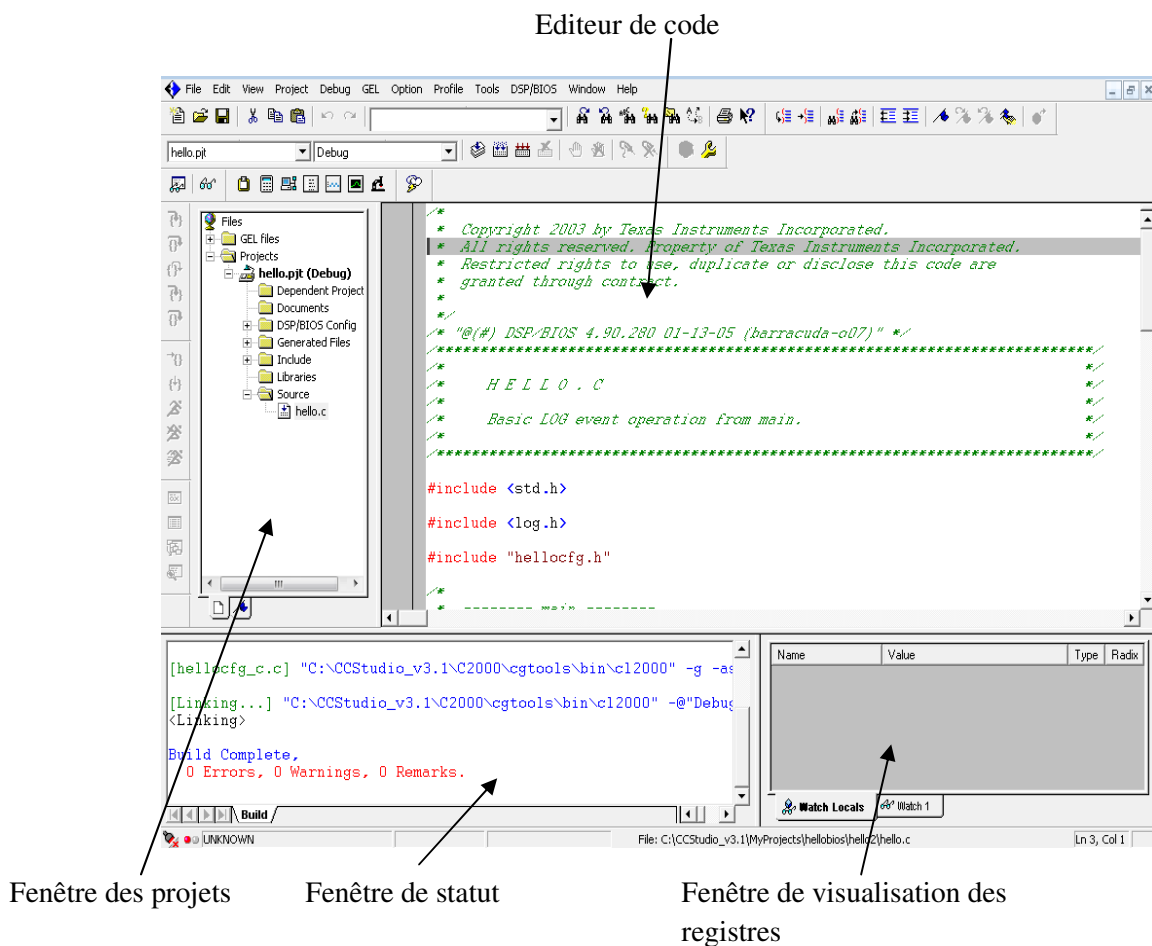 Editeur de code
File Edit View Project Debug GEL Option Profile Tools DSP/BIOS Window Help
hello.pjt Debug
Files
GEL files
Projects
hello.pjt (Debug)
Dependent Project
Documents
DSP/BIOS Config
Generated Files
Include
Libraries
Source
hello.c
/*
* Copyright 2003 by Texas Instruments Incorporated.
* All rights reserved. Property of Texas Instruments Incorporated.
* Restricted rights to use, duplicate or disclose this code are
* granted through contract.
*
*/
/* "@(#) DSP/BIOS 4.90.280 01-13-05 (barracuda-o07)" */
/***************************************************************************/
/* */
/* H E L L O . C */
/* */
/* Basic LOG event operation from main. */
/* */
/***************************************************************************/
#include <std.h>
#include <log.h>
#include "hellocfg.h"
/*
* -------- main --------
[hellocfg_c.c] "C:\CCStudio_v3.1\C2000\cgtools\bin\cl2000" -g -as
[Linking...] "C:\CCStudio_v3.1\C2000\cgtools\bin\cl2000" -@"Debug
<Linking>
Build Complete,
0 Errors, 0 Warnings, 0 Remarks.
Build
Name Value Type Radix
Watch Locals Watch 1
UNKNOWN File: C:\CCStudio_v3.1\MyProjects\hellobios\hello2\hello.c Ln 3, Col 1
Fenêtre des projets Fenêtre de statut Fenêtre de visualisation des
registres